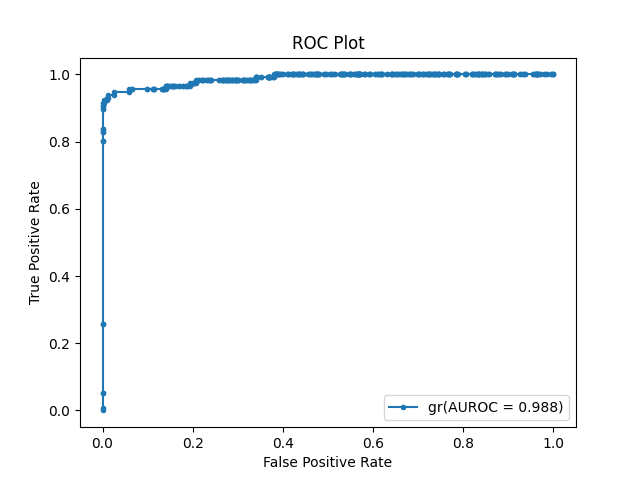 ROC Plot
1.0
0.8
0.6
0.4
0.2
0.0
True Positive Rate
0.0 0.2 0.4 0.6 0.8 1.0
False Positive Rate
gr(AUROC = 0.988)